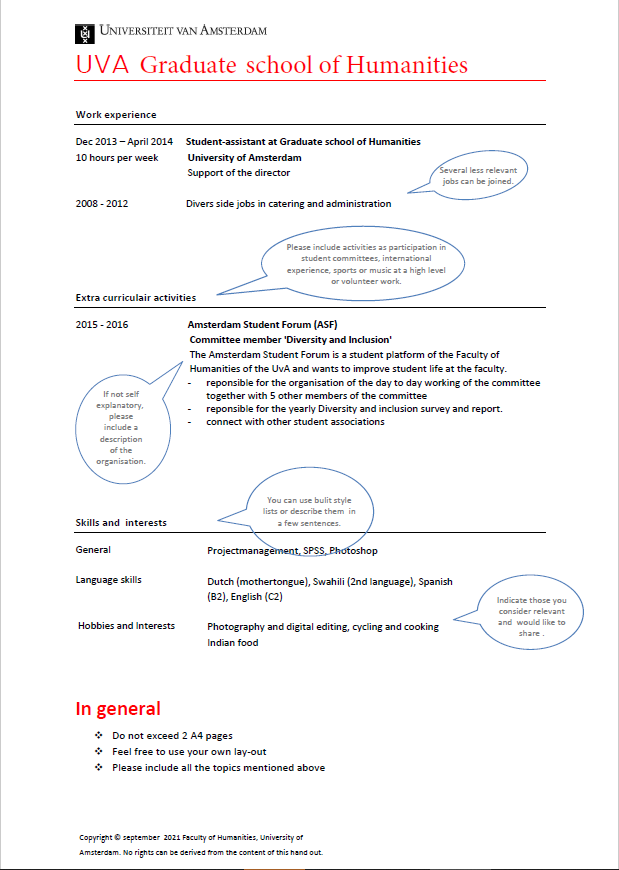 UNIVERSITEIT VAN AMSTERDAM
UVA Graduate school of Humanities
Work experience
Dec 2013 – April 2014 Student-assistant at Graduate school of Humanities
10 hours per week University of Amsterdam
Support of the director
Several less relevant
jobs can be joined.
2008 - 2012 Divers side jobs in catering and administration
Please include activities as participation in
student committees, international
experience, sports or music at a high level
or volunteer work.
Extra curriculair activities
2015 - 2016 Amsterdam Student Forum (ASF)
Committee member 'Diversity and Inclusion'
The Amsterdam Student Forum is a student platform of the Faculty of
Humanities of the UvA and wants to improve student life at the faculty.
- reponsible for the organisation of the day to day working of the committee
together with 5 other members of the committee
- reponsible for the yearly Diversity and inclusion survey and report.
- connect with other student associations
If not self
explanatory,
please
include a
description
of the
organisation.
You can use bulit style
lists or describe them in
a few sentences.
Skills and interests
General Projectmanagement, SPSS, Photoshop
Language skills Dutch (mothertongue), Swahili (2nd language), Spanish
(B2), English (C2)
Indicate those you
consider relevant
and would like to
share .
Hobbies and Interests Photography and digital editing, cycling and cooking
Indian food
In general
❖ Do not exceed 2 A4 pages
❖ Feel free to use your own lay-out
❖ Please include all the topics mentioned above
Copyright © september 2021 Faculty of Humanities, University of
Amsterdam. No rights can be derived from the content of this hand out.